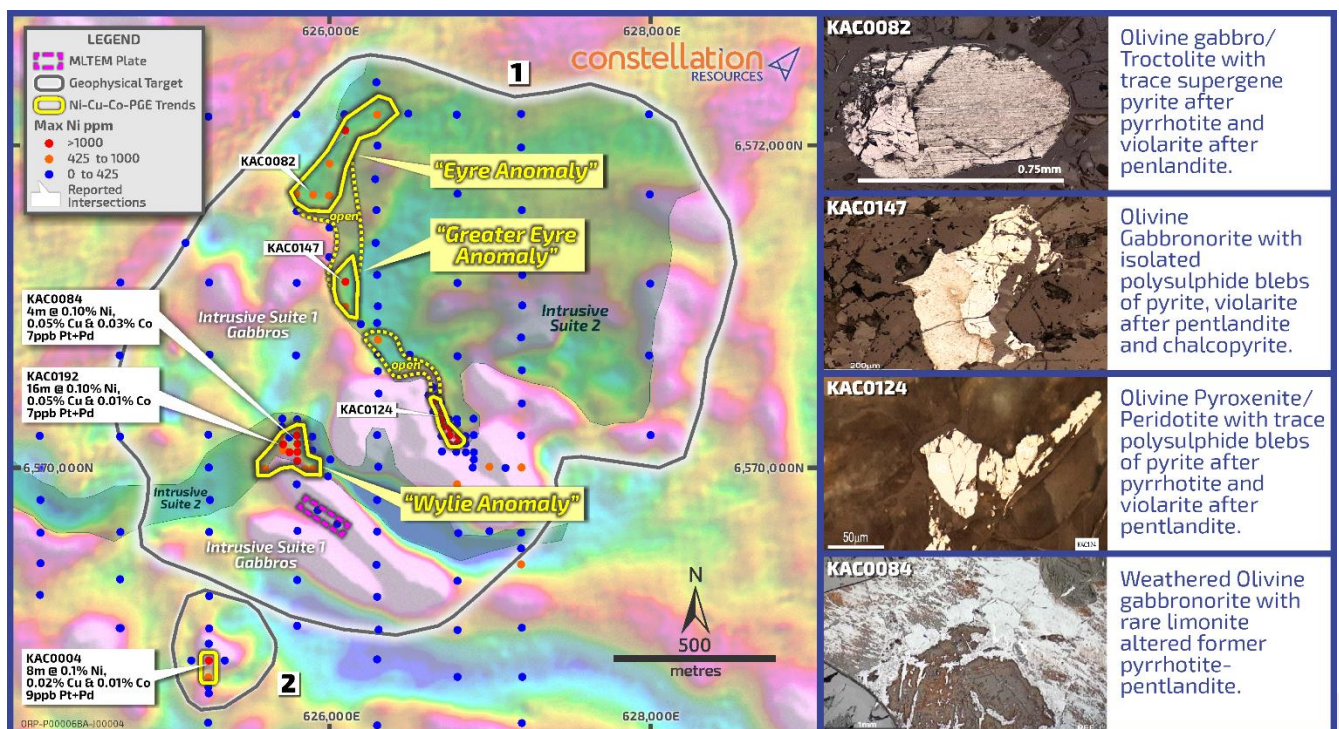 626,000E
628,000E
LEGEND
MLTEM Plate
Geophysical Target
Ni-Cu-Co-PGE Trends
Max Ni ppm
>1000
425 to 1000
0 to 425
Reported
Intersections
constellation
RESOURCES
1
6,572,000N
KAC0082
"Eyre Anomaly"
open
"Greater Eyre
Anomaly"
KAC0147
KAC0084
4m @ 0.10% Ni,
0.05% Cu & 0.03% Co
7ppb Pt+Pd
Intrusive Suite 1
Gabbros
Intrusive
Suite 2
open
KAC0192
16m @ 0.10% Ni,
0.05% Cu & 0.01% Co
7ppb Pt+Pd
KAC0124
6,570,000N
6,570,000N
"Wylie Anomaly"
Intrusive
Suite 2
Intrusive Suite 1
Gabbros
N
500
metres
KAC0004
8m @ 0.1% Ni,
0.02% Cu & 0.01% Co
9ppb Pt+Pd
2
626,000E
628,000E
ORP-P00006BA-J00004
KAC0082
0.75mm
Olivine gabbro/
Troctolite with
trace supergene
pyrite after
pyrrhotite and
violarite after
penlandite.
KAC0147
200μm
Olivine
Gabbronorite with
isolated
polysulphide blebs
of pyrite, violarite
after pentlandite
and chalcopyrite.
KAC0124
50μm
KAC124
Olivine Pyroxenite/
Peridotite with trace
polysulphide blebs
of pyrite after
pyrrhotite and
violarite after
pentlandite.
KAC0084
1mm
Weathered Olivine
gabbronorite with
rare limonite
altered former
pyrrhotite-
pentlandite.